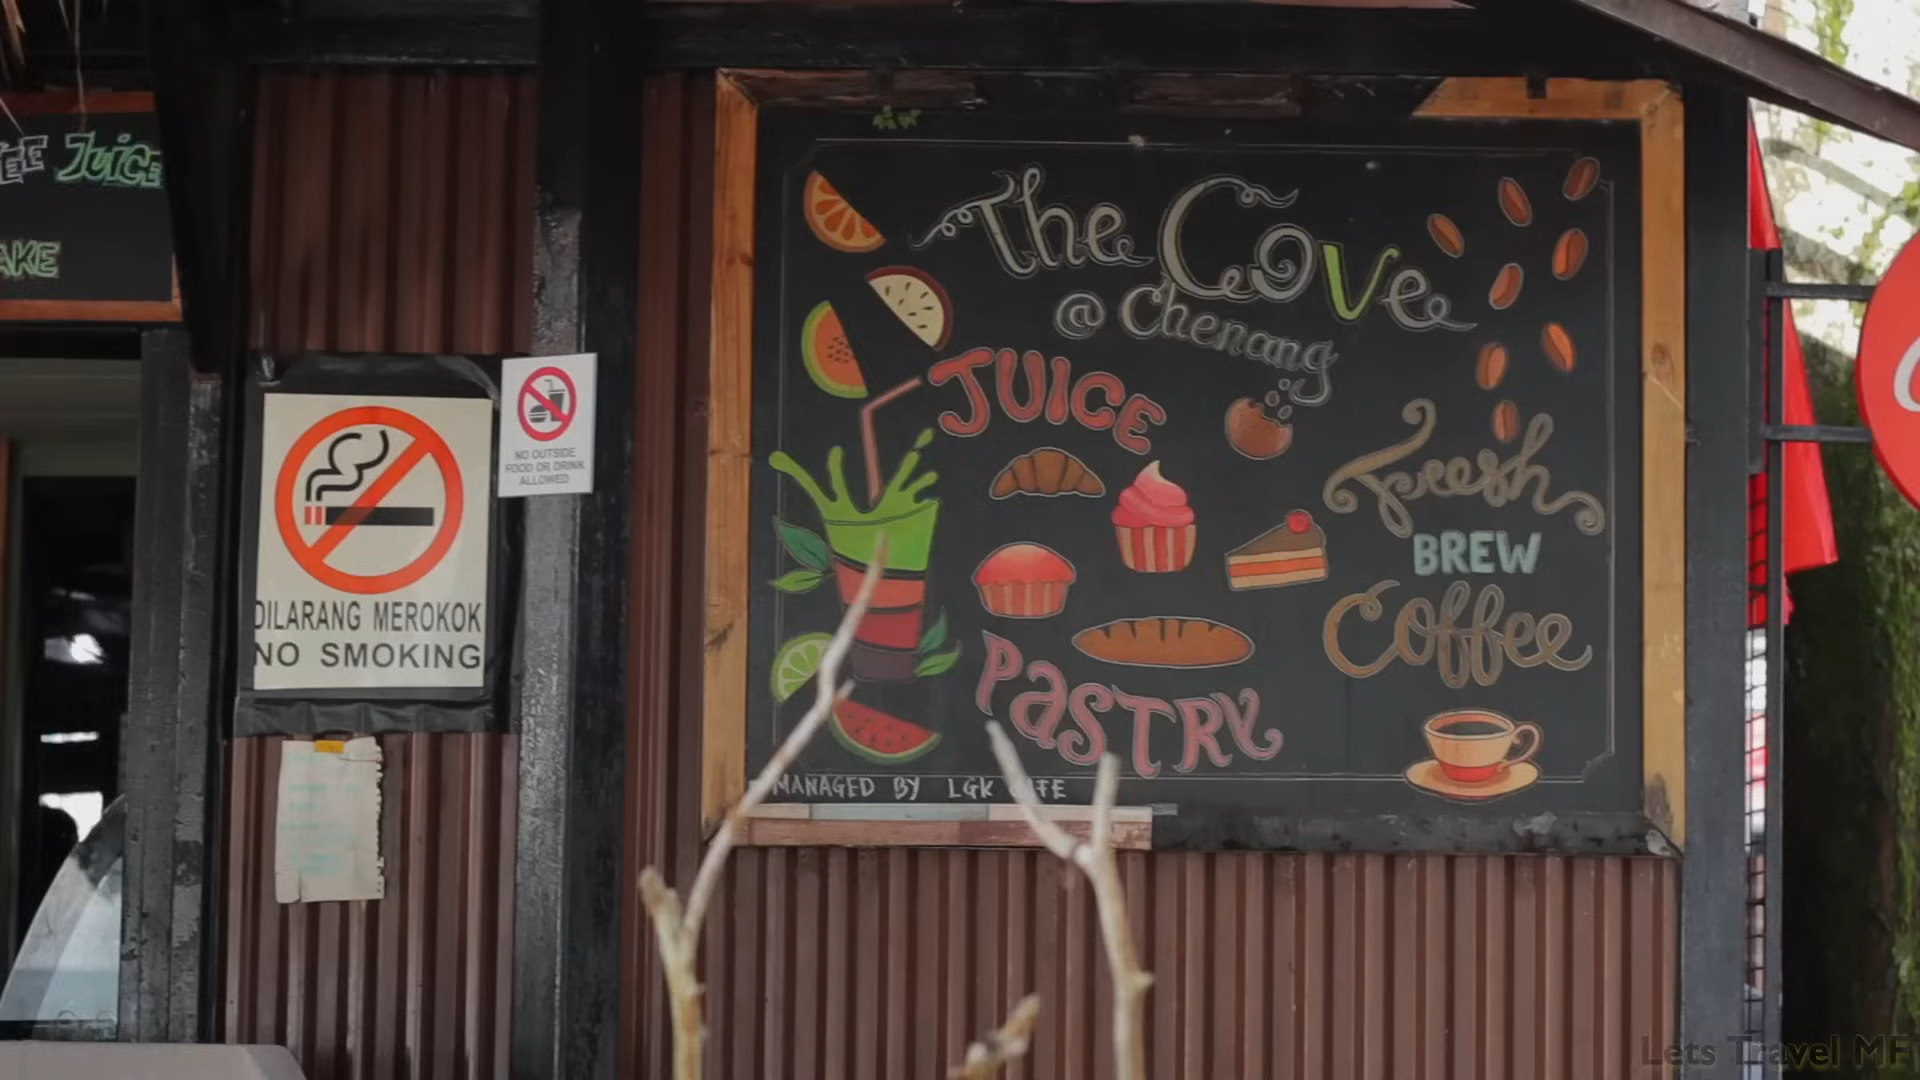 Juice
AKE
DILARANG MEROKOK
NO SMOKING
NO OUTSIDE
FOOD OR DRINK
ALLOWED
The Cove
@ Chenang
JUICE
Fresh
BREW
Coffee
PASTRY
MANAGED BY LGK
Lets Travel MF